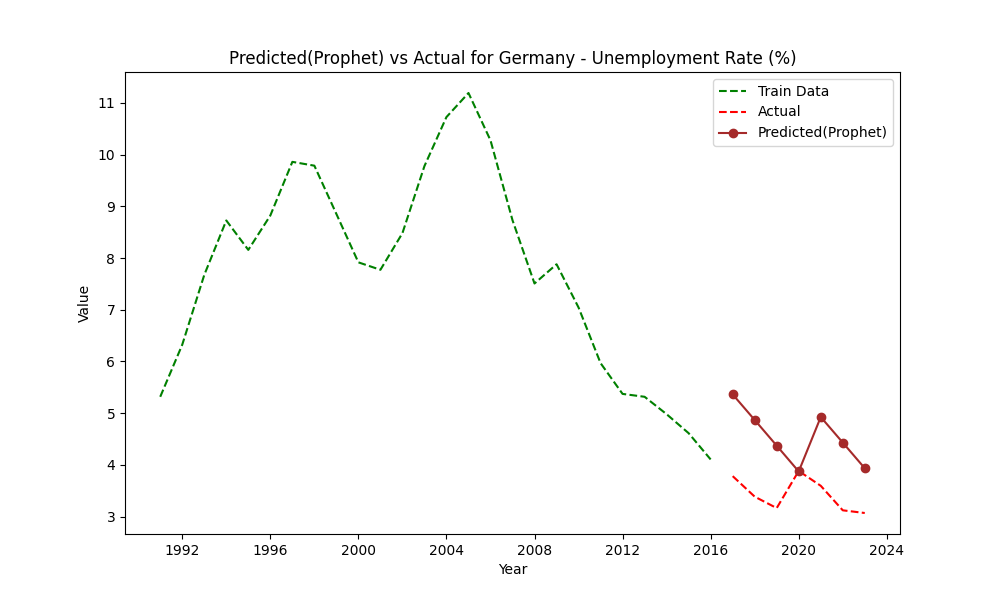 Predicted(Prophet) vs Actual for Germany - Unemployment Rate (%)
Train Data
Actual
Predicted(Prophet)
Value
11
10
9
8
7
6
5
4
3
1992 1996 2000 2004 2008 2012 2016 2020 2024
Year